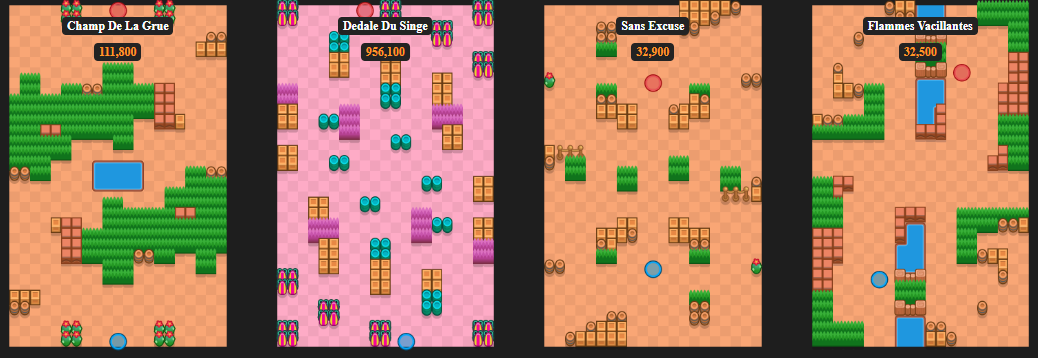 Champ De La Grue
111,800
Dedale Du Singe
956,100
Sans Excuse
32,900
Flammes Vacillantes
32,500